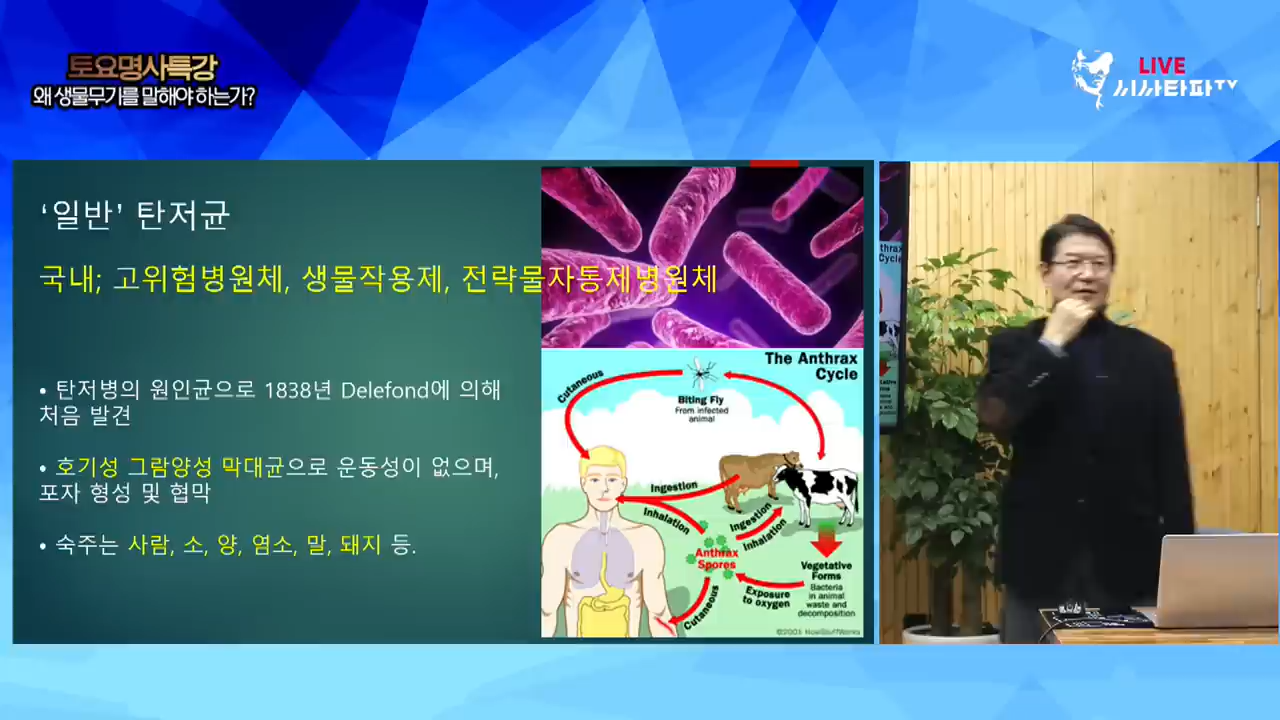 토요명사특강
왜 생물무기를 말해야 하는가?
LIVE
시사타파TV
‘일반’ 탄저균
국내; 고위험병원체, 생물작용제, 전략물자통제병원체
• 탄저병의 원인균으로 1838년 Delefond에 의해
처음 발견
• 호기성 그람양성 막대균으로 운동성이 없으며,
포자 형성 및 협막
• 숙주는 사람, 소, 양, 염소, 말, 돼지 등.
The Anthrax
Cycle
Cutaneous
Biting Fly
From infected
animal
Ingestion
Inhalation
Ingestion
Inhalation
Anthrax
Spores
Cutaneous
Exposure
to oxygen
Vegetative
Forms
Bacteria
in animal
waste and
decomposition
©2001 HowStuffWorks
thrax
Cycle